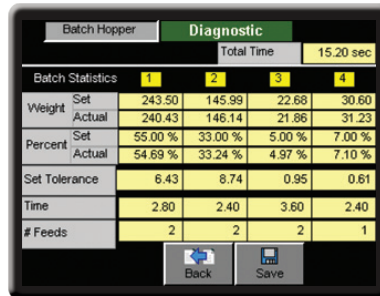 Batch Hopper Diagnostic
Total Time 15.20 sec
Batch Statistics 1 2 3 4
Weight Set 243.50 145.99 22.68 30.60
Actual 240.43 146.14 21.86 31.23
Percent Set 55.00 % 33.00 % 5.00 % 7.00 %
Actual 54.69 % 33.24 % 4.97 % 7.10 %
Set Tolerance 6.43 8.74 0.95 0.61
Time 2.80 2.40 3.60 2.40
# Feeds 2 2 2 1
Back Save